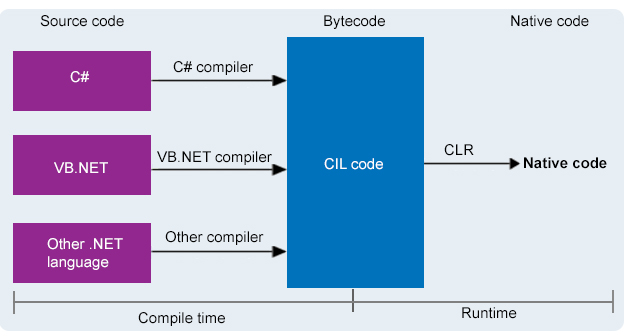 Source code
Bytecode
Native code
C#
C# compiler
VB.NET
VB.NET compiler
CIL code
CLR
Native code
Other .NET
language
Other compiler
Compile time
Runtime